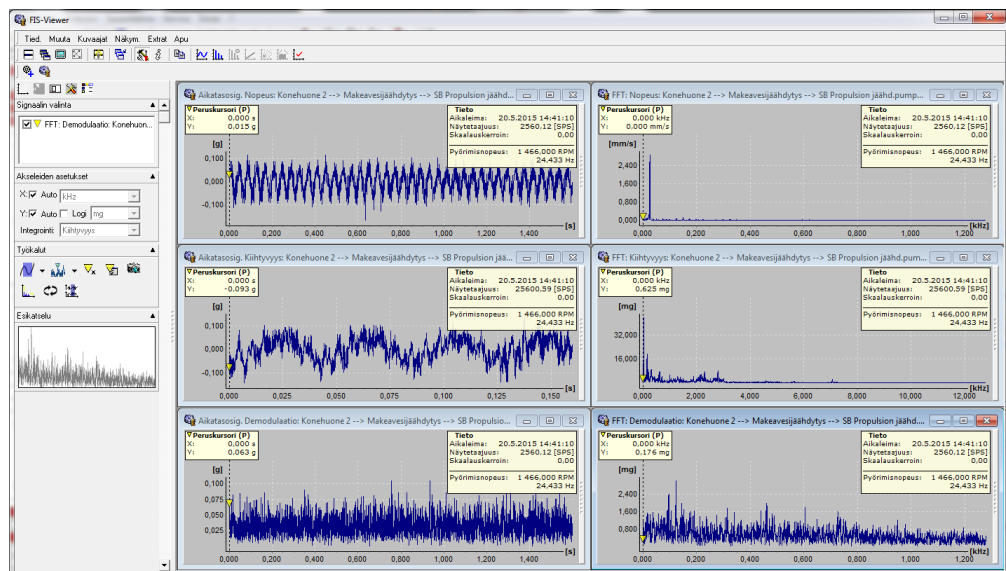 FIS-Viewer
Tied. Muuta Kuvaajat Näkym. Extrat Apu
Signaalin valinta
FFT: Demodulaatio: Konehuon...
Akseleiden asetukset
X: Auto kHz
Y: Auto Logi mg
Integrointi: Kiihtyvyys
Työkalut
Esikatselu
Aikatasosig. Nopeus: Konehuone 2 --> Makeavesijäähdytys --> SB Propulsion jäähd...
Peruskursori (P)
X: 0,000 s
Y: 0,015 g
Tieto
Aikaleima: 20.5.2015 14:41:10
Näytetaajuus: 2560.12 [SPS]
Skaalauskerroin: 0,00
Pyörimisnopeus: 1 466,000 RPM
24,433 Hz
[g]
0,100
0,000
-0,100
0,000 0,200 0,400 0,600 0,800 1,000 1,200 1,400 [s]
FFT: Nopeus: Konehuone 2 --> Makeavesijäähdytys --> SB Propulsion jäähd.pump...
Peruskursori (P)
X: 0,000 kHz
Y: 0,000 mm/s
Tieto
Aikaleima: 20.5.2015 14:41:10
Näytetaajuus: 2560.12 [SPS]
Skaalauskerroin: 0,00
Pyörimisnopeus: 1 466,000 RPM
24,433 Hz
[mm/s]
2,400
1,600
0,800
0,000
0,000 0,200 0,400 0,600 0,800 1,000 [kHz]
Aikatasosig. Kiihtyvyys: Konehuone 2 --> Makeavesijäähdytys --> SB Propulsion jää...
Peruskursori (P)
X: 0,000 s
Y: -0,093 g
Tieto
Aikaleima: 20.5.2015 14:41:10
Näytetaajuus: 25600.59 [SPS]
Skaalauskerroin: 0,00
Pyörimisnopeus: 1 466,000 RPM
24,433 Hz
[g]
0,100
0,000
-0,100
0,000 0,025 0,050 0,075 0,100 0,125 0,150 [s]
FFT: Kiihtyvyys: Konehuone 2 --> Makeavesijäähdytys --> SB Propulsion jäähd.pum...
Peruskursori (P)
X: 0,000 kHz
Y: 0.625 mg
Tieto
Aikaleima: 20.5.2015 14:41:10
Näytetaajuus: 25600.59 [SPS]
Skaalauskerroin: 0,00
Pyörimisnopeus: 1 466,000 RPM
24,433 Hz
[mg]
32,000
16,000
0,000 2,000 4,000 6,000 8,000 10,000 12,000 [kHz]
Aikatasosig. Demodulaatio: Konehuone 2 --> Makeavesijäähdytys --> SB Propulsio...
Peruskursori (P)
X: 0,000 s
Y: 0,063 g
Tieto
Aikaleima: 20.5.2015 14:41:10
Näytetaajuus: 2560.12 [SPS]
Skaalauskerroin: 0,00
Pyörimisnopeus: 1 466,000 RPM
24,433 Hz
[g]
0,100
0,075
0,050
0,025
0,000 0,200 0,400 0,600 0,800 1,000 1,200 1,400 [s]
FFT: Demodulaatio: Konehuone 2 --> Makeavesijäähdytys --> SB Propulsion jäähd....
Peruskursori (P)
X: 0,000 kHz
Y: 0.176 mg
Tieto
Aikaleima: 20.5.2015 14:41:10
Näytetaajuus: 2560.12 [SPS]
Skaalauskerroin: 0,00
Pyörimisnopeus: 1 466,000 RPM
24,433 Hz
[mg]
2,400
1,600
0,800
0,000 0,200 0,400 0,600 0,800 1,000 1,200 [kHz]